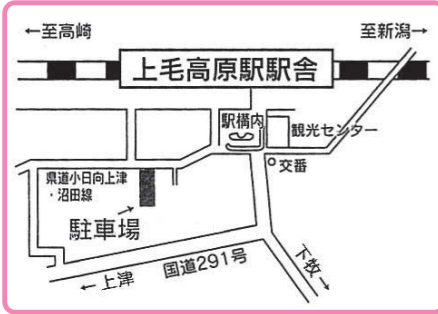 ←至高崎
至新潟→
上毛高原駅駅舎
駅構内
観光センター
交番
県道小日向上津
・沼田線
駐車場
←上津
国道291号
下牧→